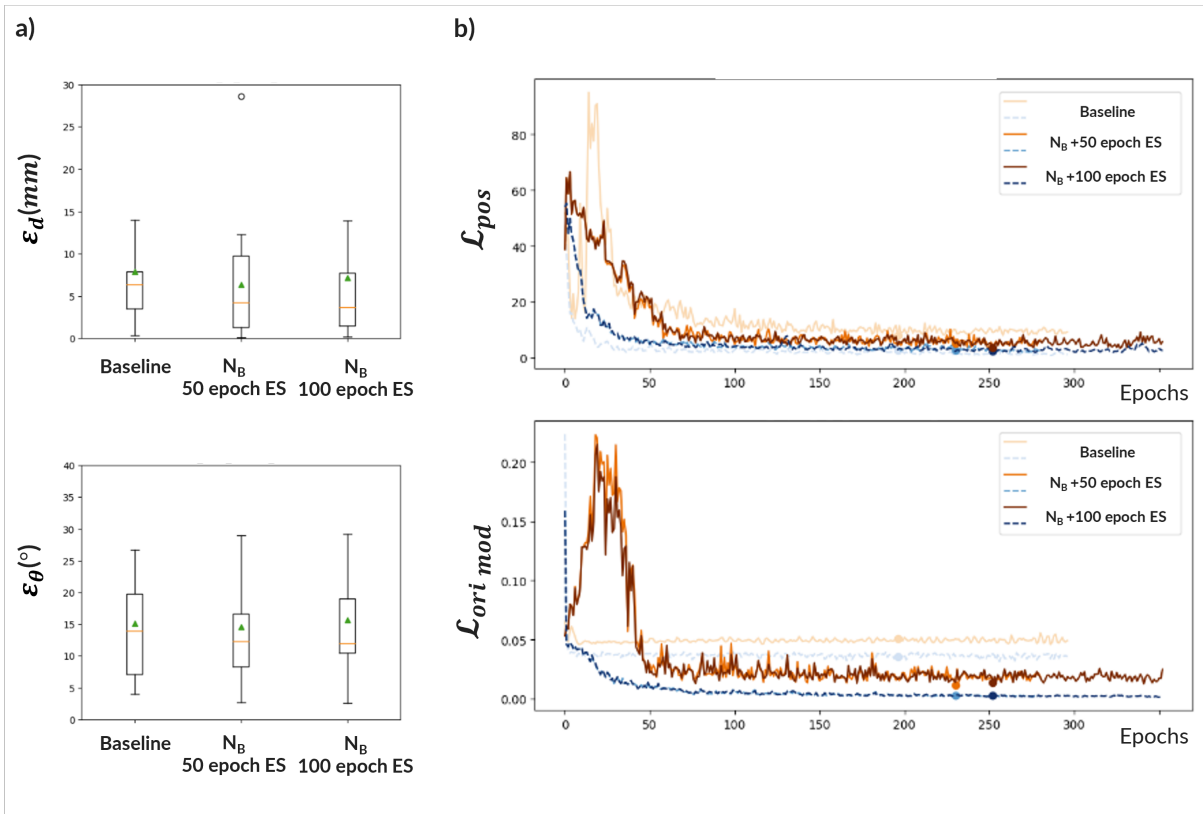 a)
30
25
20
15
10
5
0
ε_d(mm)
Baseline
N_B
50 epoch ES
N_B
100 epoch ES
40
35
30
25
20
15
10
5
0
ε_θ(°)
Baseline
N_B
50 epoch ES
N_B
100 epoch ES
b)
80
60
40
20
0
ℒ_pos
0 50 100 150 200 250 300
Epochs
Baseline
N_B +50 epoch ES
N_B +100 epoch ES
0.20
0.15
0.10
0.05
0.00
ℒ_ori mod
0 50 100 150 200 250 300
Epochs
Baseline
N_B +50 epoch ES
N_B +100 epoch ES